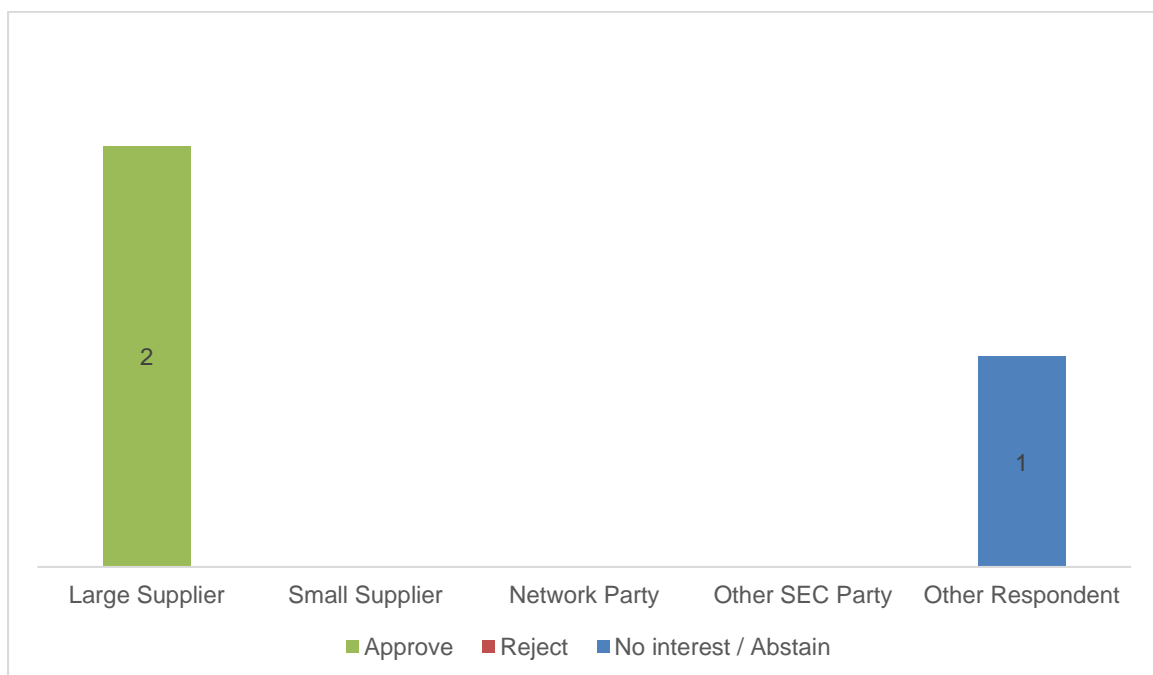 2
1
Large Supplier Small Supplier Network Party Other SEC Party Other Respondent
Approve Reject No interest / Abstain